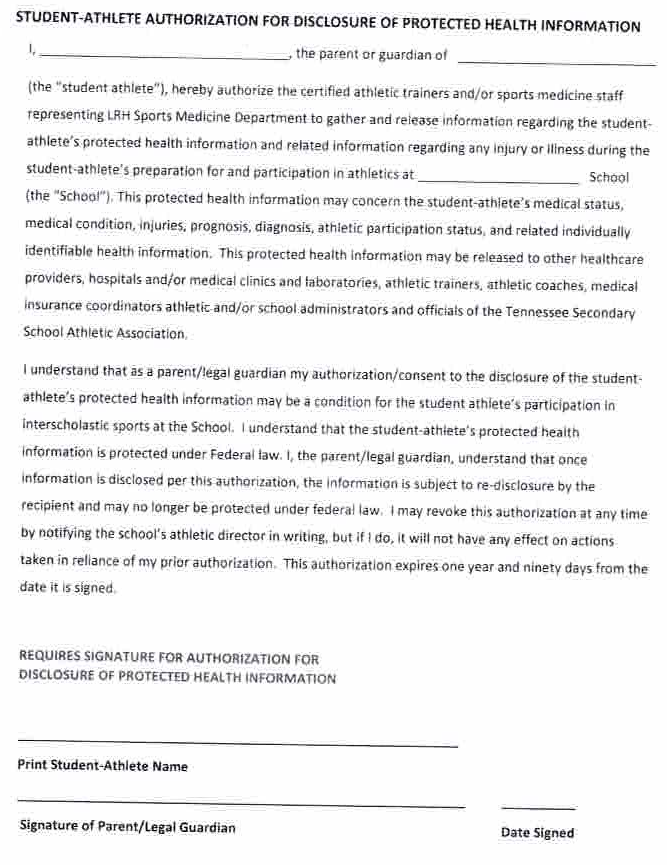 STUDENT-ATHLETE AUTHORIZATION FOR DISCLOSURE OF PROTECTED HEALTH INFORMATION
I, ____________________, the parent or guardian of ____________________
(the "student athlete"), hereby authorize the certified athletic trainers and/or sports medicine staff
representing LRH Sports Medicine Department to gather and release information regarding the student-
athlete's protected health information and related information regarding any injury or illness during the
student-athlete's preparation for and participation in athletics at ____________________ School
(the "School"). This protected health information may concern the student-athlete's medical status,
medical condition, injuries, prognosis, diagnosis, athletic participation status, and related individually
identifiable health information. This protected health information may be released to other healthcare
providers, hospitals and/or medical clinics and laboratories, athletic trainers, athletic coaches, medical
insurance coordinators athletic and/or school administrators and officials of the Tennessee Secondary
School Athletic Association.
I understand that as a parent/legal guardian my authorization/consent to the disclosure of the student-
athlete's protected health information may be a condition for the student athlete's participation in
interscholastic sports at the School. I understand that the student-athlete's protected health
information is protected under Federal law. I, the parent/legal guardian, understand that once
information is disclosed per this authorization, the information is subject to re-disclosure by the
recipient and may no longer be protected under federal law. I may revoke this authorization at any time
by notifying the school's athletic director in writing, but if I do, it will not have any effect on actions
taken in reliance of my prior authorization. This authorization expires one year and ninety days from the
date it is signed.
REQUIRES SIGNATURE FOR AUTHORIZATION FOR
DISCLOSURE OF PROTECTED HEALTH INFORMATION
Print Student-Athlete Name
Signature of Parent/Legal Guardian
Date Signed